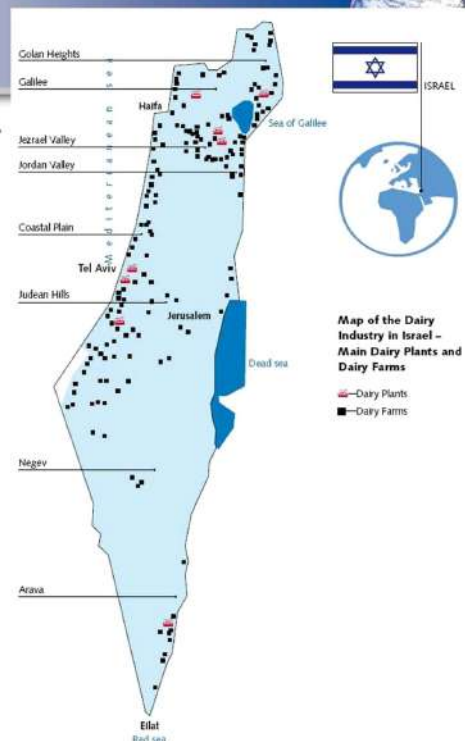 Golan Heights
Galilee
Haifa
Sea of Galilee
Jezrael Valley
Jordan Valley
Mediterranean sea
Coastal Plain
Tel Aviv
Judean Hills
Jerusalem
Dead sea
Negev
Arava
Eilat
Red sea
ISRAEL
Map of the Dairy
Industry in Israel –
Main Dairy Plants and
Dairy Farms
Dairy Plants
Dairy Farms